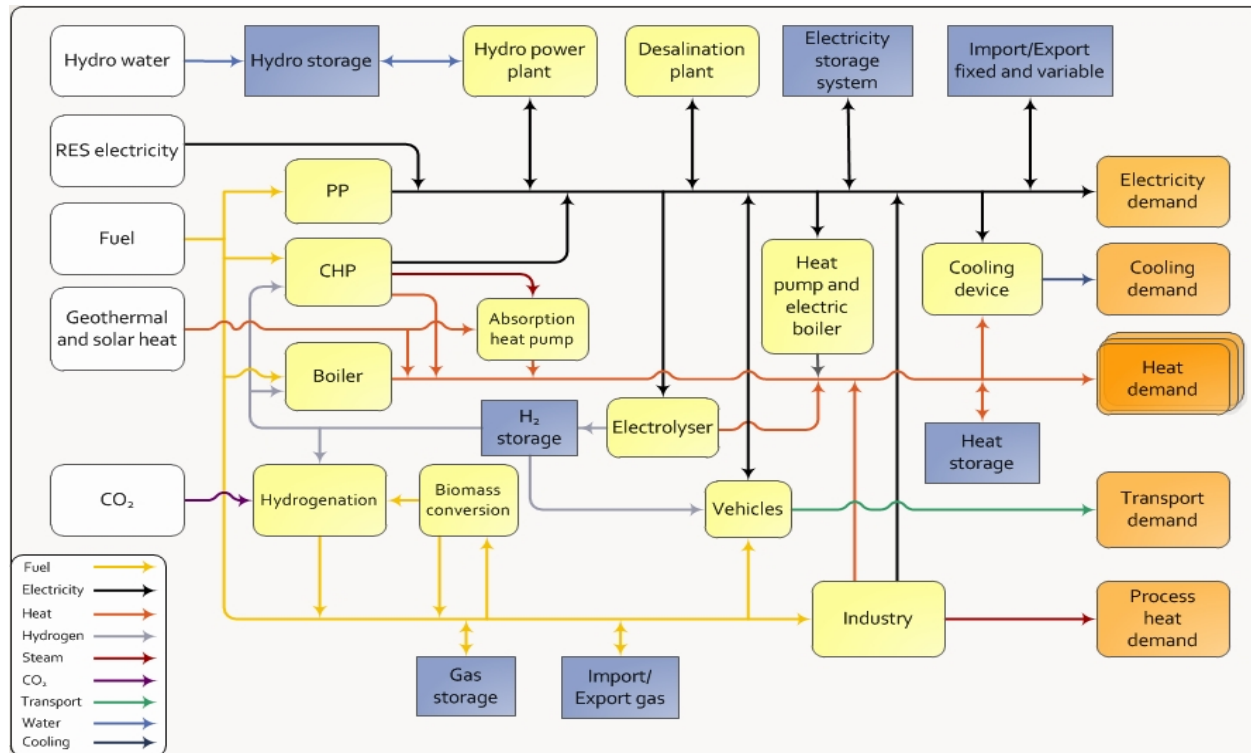 Hydro water
Hydro storage
Hydro power
plant
Desalination
plant
Electricity
storage
system
Import/Export
fixed and variable
RES electricity
PP
Electricity
demand
Fuel
CHP
Heat
pump and
electric
boiler
Cooling
device
Cooling
demand
Geothermal
and solar heat
Absorption
heat pump
Boiler
Heat
demand
H₂
storage
Electrolyser
Heat
storage
CO₂
Hydrogenation
Biomass
conversion
Vehicles
Transport
demand
Industry
Process
heat
demand
Gas
storage
Import/
Export gas
Fuel
Electricity
Heat
Hydrogen
Steam
CO₂
Transport
Water
Cooling